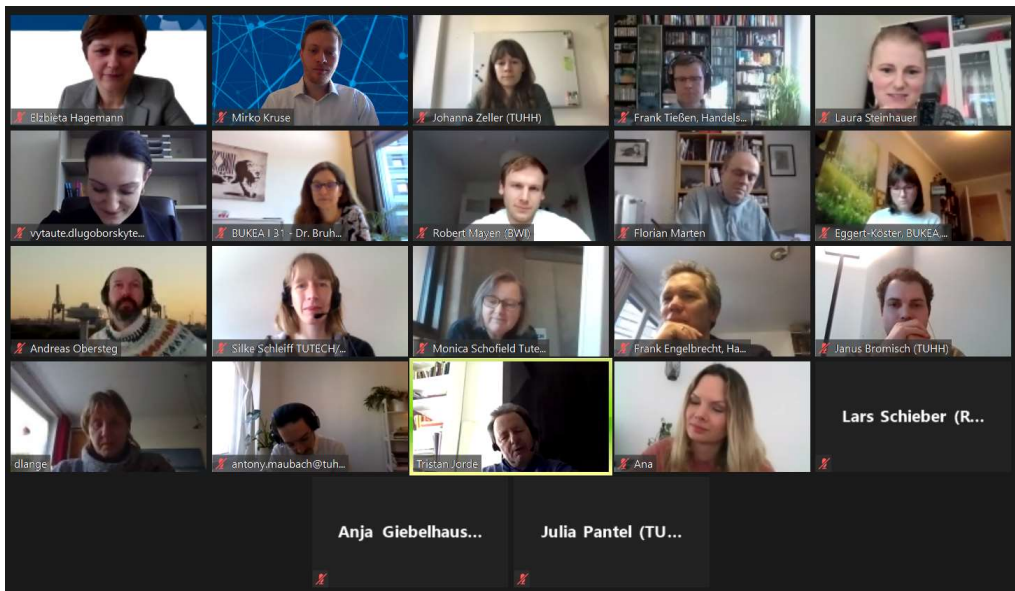 Elzbieta Hagemann
Mirko Kruse
Johanna Zeller (TUHH)
Frank Tießen, Handels...
Laura Steinhauer
vytaute.dlugoborskyte...
BUKEA I 31 - Dr. Bruh...
Robert Mayen (BWI)
Florian Marten
Eggert-Köster, BUKEA,...
Andreas Obersteg
Silke Schleiff TUTECH/...
Monica Schofield Tute...
Frank Engelbrecht, Ha...
Janus Bromisch (TUHH)
dlange
antony.maubach@tuh...
Tristan Jorde
Ana
Lars Schieber (R...
Anja Giebelhaus...
Julia Pantel (TU...